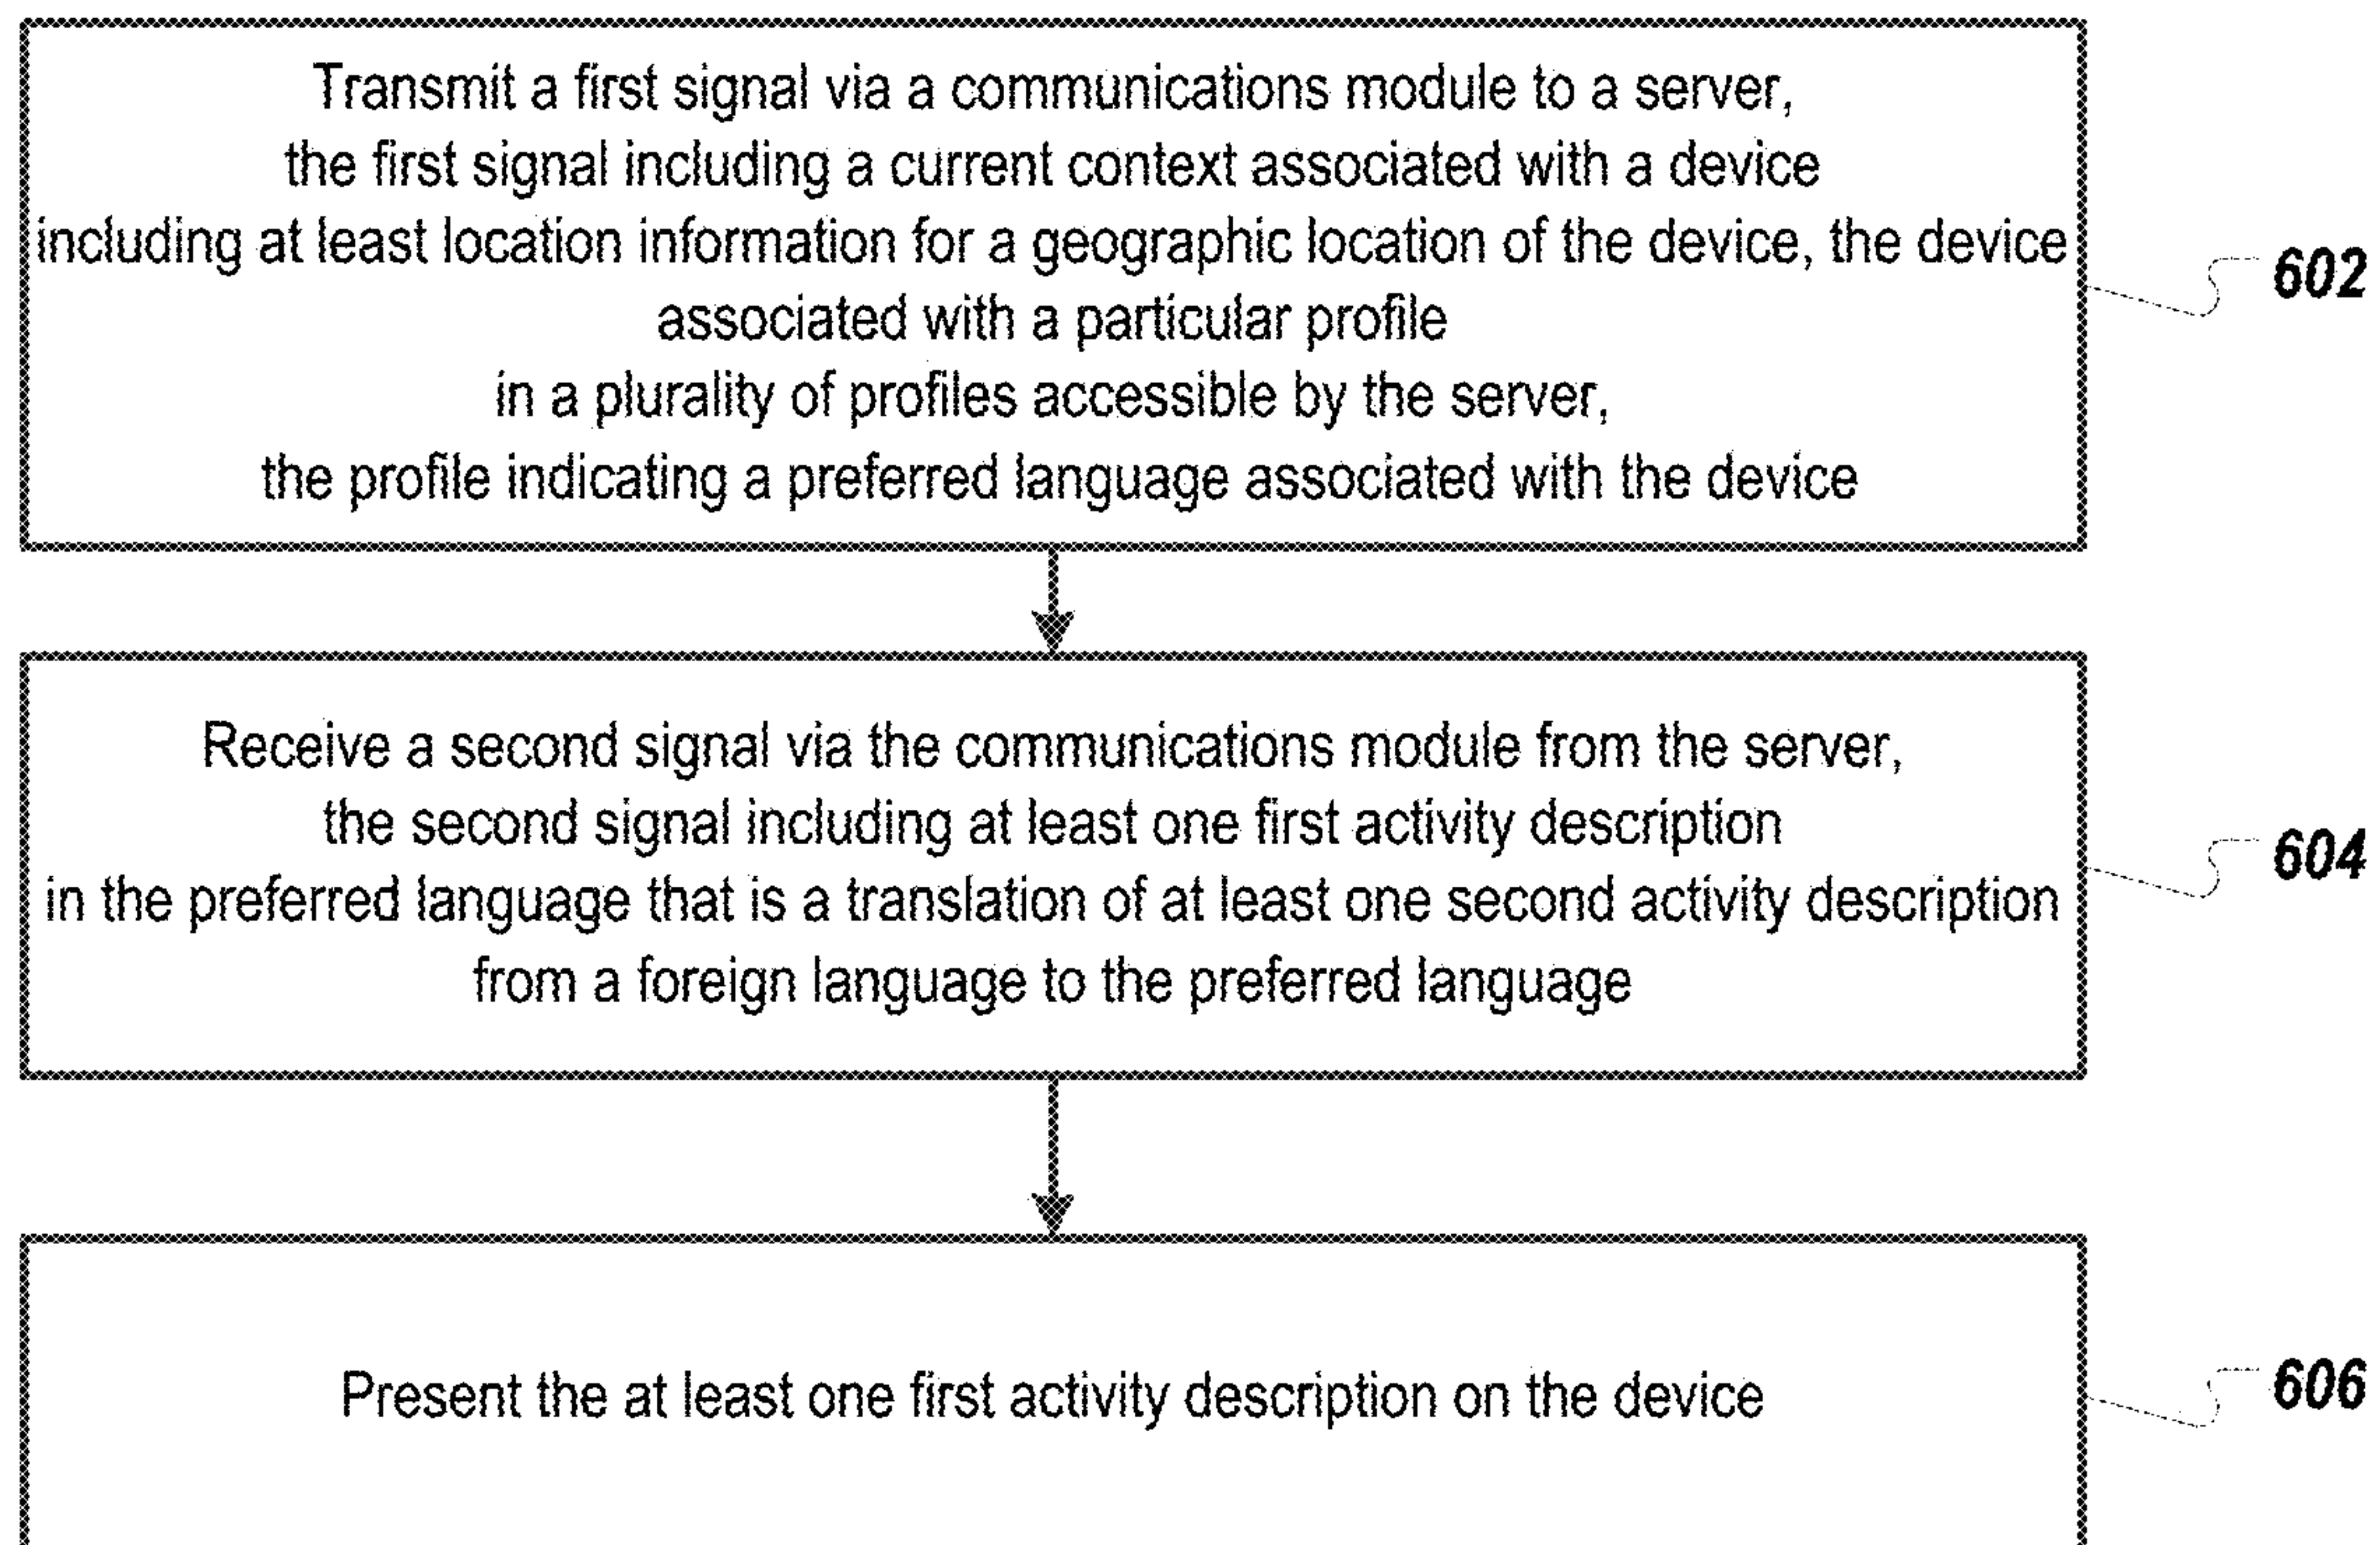 Transmit a first signal via a communications module to a server,
the first signal including a current context associated with a device
including at least location information for a geographic location of the device, the device
associated with a particular profile
in a plurality of profiles accessible by the server,
the profile indicating a preferred language associated with the device
602
Receive a second signal via the communications module from the server,
the second signal including at least one first activity description
in the preferred language that is a translation of at least one second activity description
from a foreign language to the preferred language
604
Present the at least one first activity description on the device
606